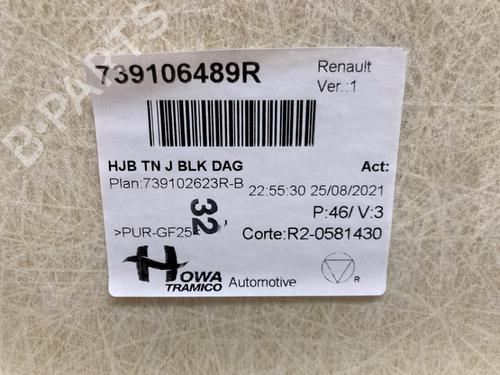 B-PARTS
739106489R
Renault
Ver.:1
HJB TN J BLK DAG
Act:
Plan:739102623R-B
22:55:30 25/08/2021
32
P:46/ V:3
>PUR-GF25
Corte:R2-0581430
HOWA
TRAMICO
Automotive
R